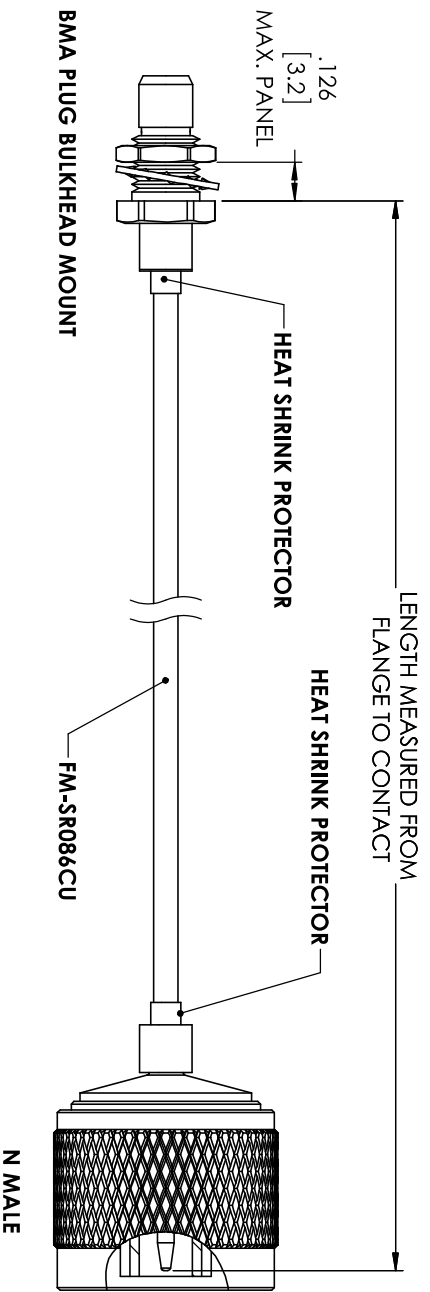 .126
[3.2]
MAX. PANEL
LENGTH MEASURED FROM
FLANGE TO CONTACT
HEAT SHRINK PROTECTOR
HEAT SHRINK PROTECTOR
FM-SR086CU
BMA PLUG BULKHEAD MOUNT
N MALE